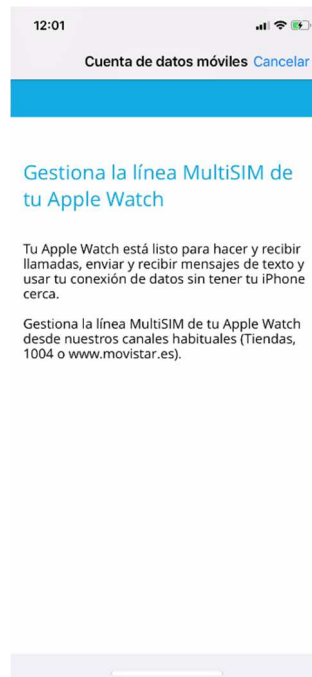 12:01
Cuenta de datos móviles Cancelar
Gestiona la línea MultiSIM de
tu Apple Watch
Tu Apple Watch está listo para hacer y recibir
llamadas, enviar y recibir mensajes de texto y
usar tu conexión de datos sin tener tu iPhone
cerca.
Gestiona la línea MultiSIM de tu Apple Watch
desde nuestros canales habituales (Tiendas,
1004 o www.movistar.es).